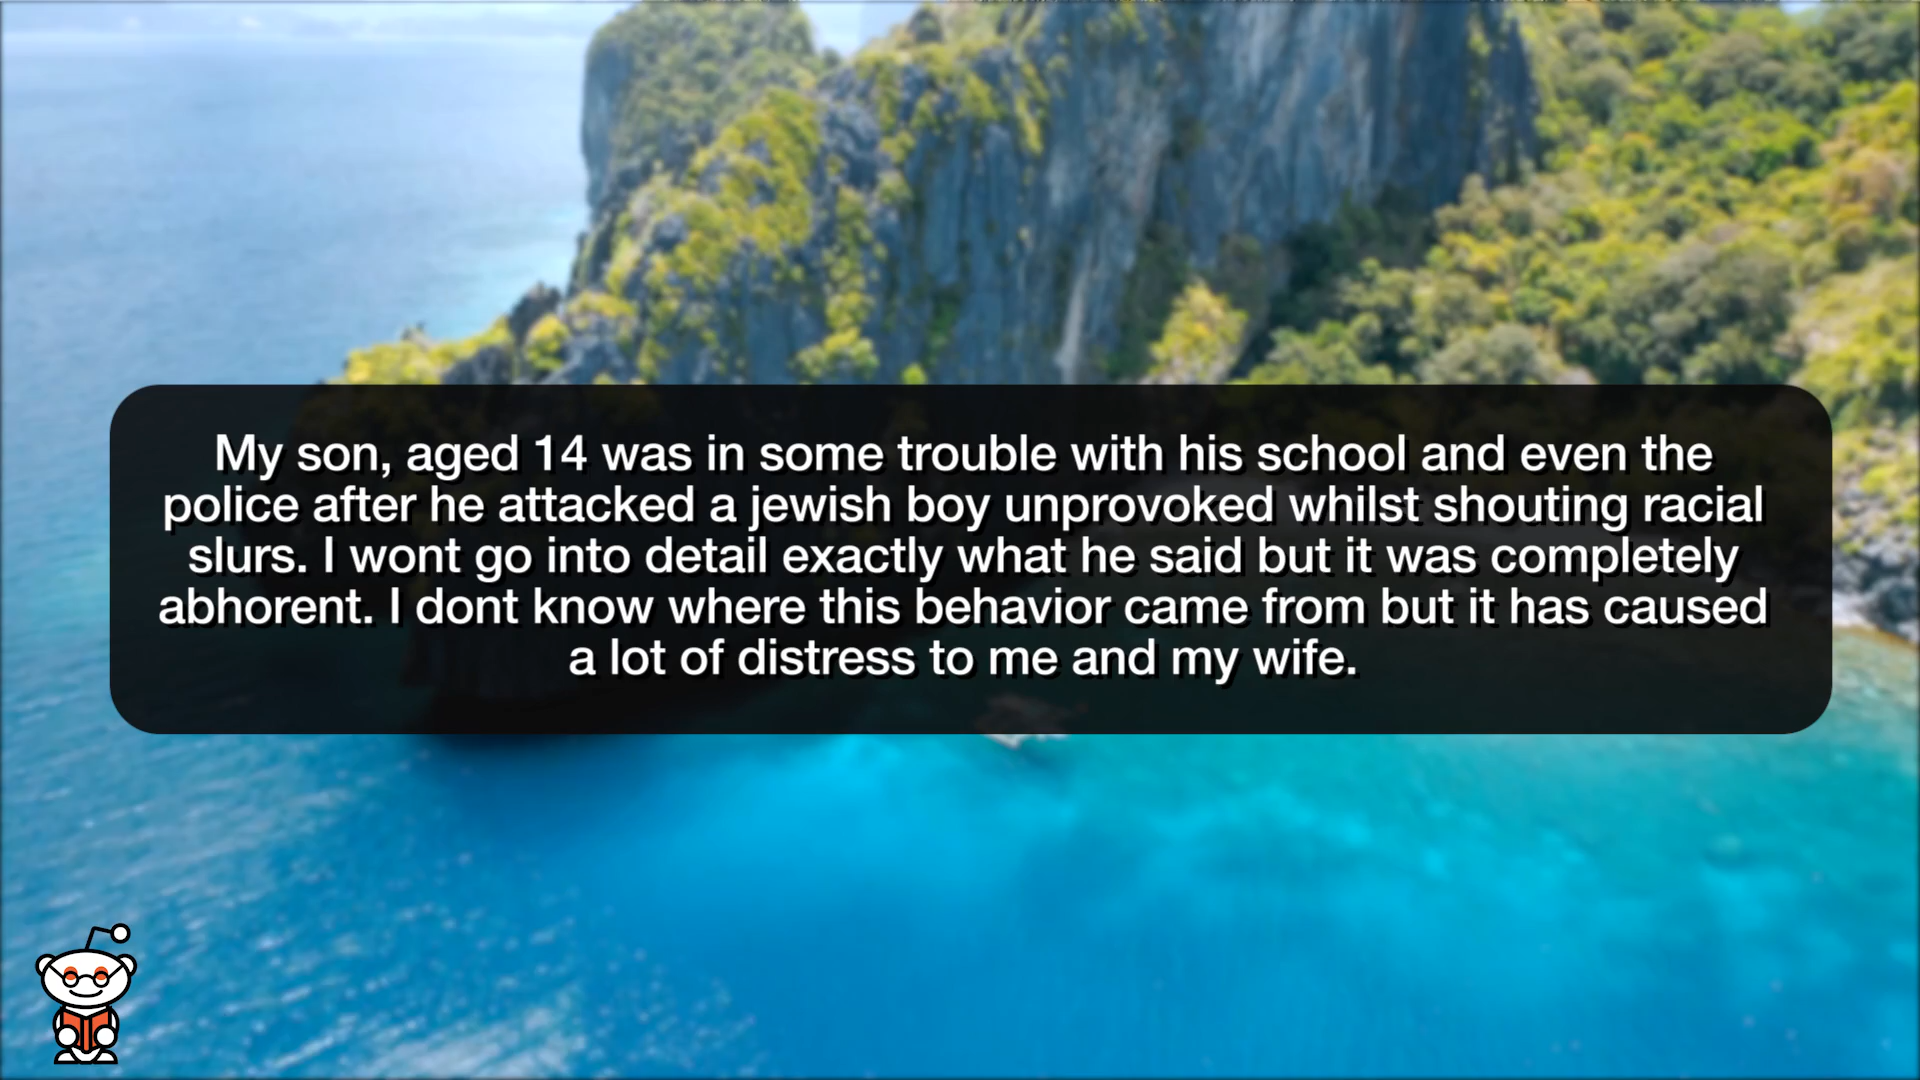 My son, aged 14 was in some trouble with his school and even the
police after he attacked a jewish boy unprovoked whilst shouting racial
slurs. I wont go into detail exactly what he said but it was completely
abhorent. I dont know where this behavior came from but it has caused
a lot of distress to me and my wife.